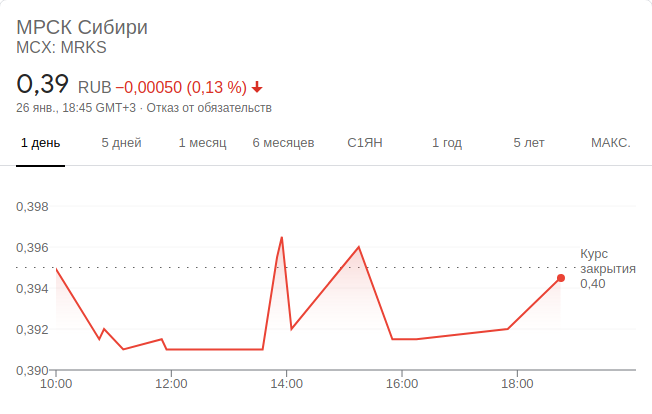 МРСК Сибири
MCX: MRKS
0,39 RUB −0,00050 (0,13 %)
26 янв., 18:45 GMT+3 · Отказ от обязательств
1 день 5 дней 1 месяц 6 месяцев С1ЯН 1 год 5 лет МАКС.
0,398
0,396
0,394
0,392
0,390
Курс
закрытия
0,40
10:00 12:00 14:00 16:00 18:00